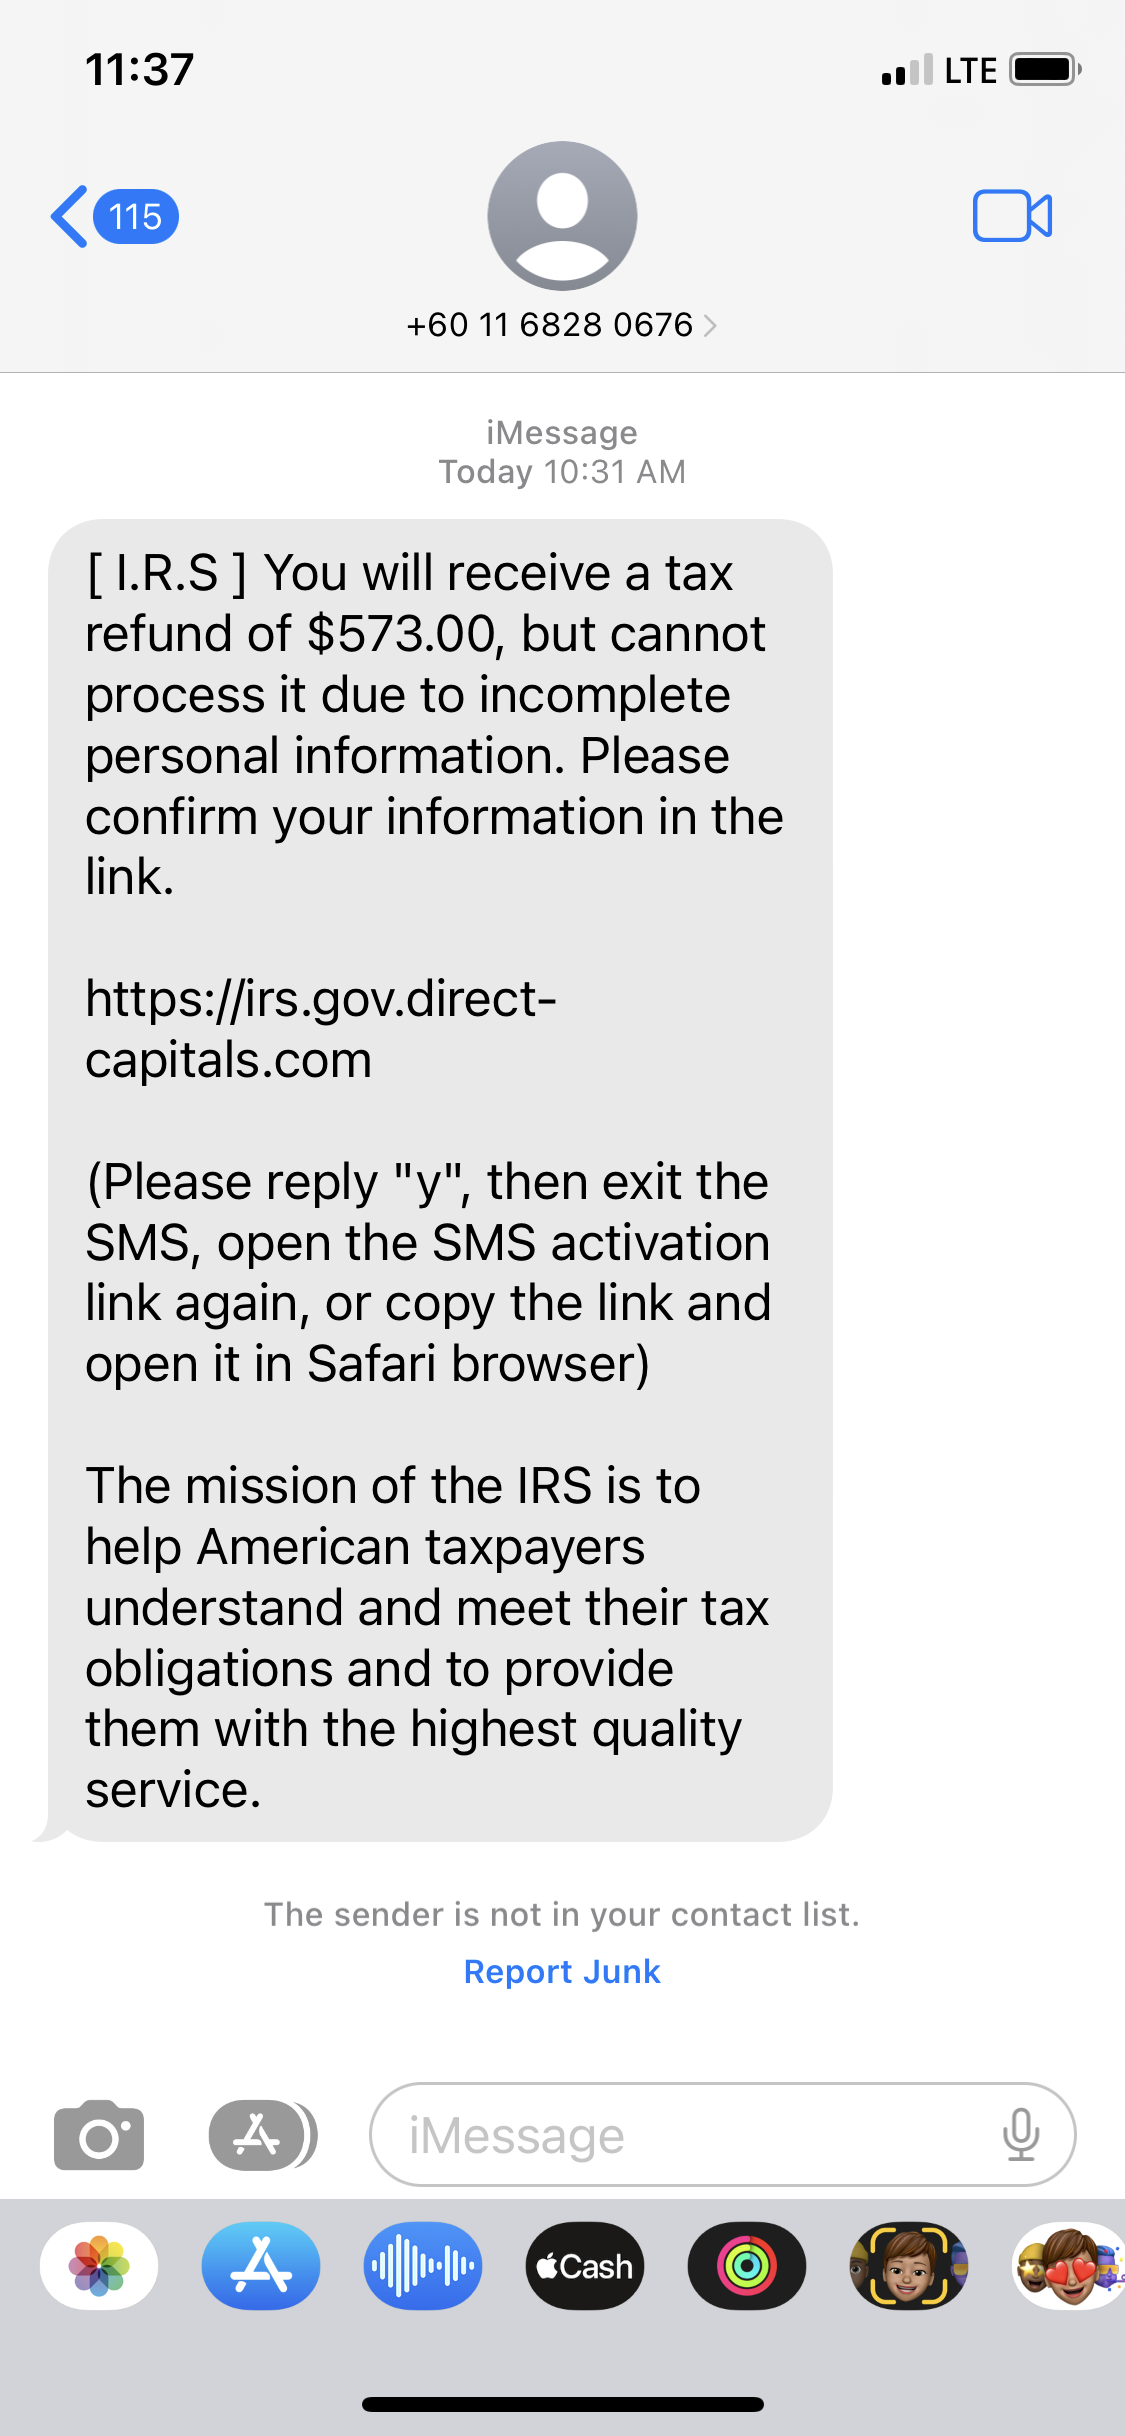 11:37
LTE
115
+60 11 6828 0676
iMessage
Today 10:31 AM
[ I.R.S ] You will receive a tax
refund of $573.00, but cannot
process it due to incomplete
personal information. Please
confirm your information in the
link.
https://irs.gov.direct-
capitals.com
(Please reply "y", then exit the
SMS, open the SMS activation
link again, or copy the link and
open it in Safari browser)
The mission of the IRS is to
help American taxpayers
understand and meet their tax
obligations and to provide
them with the highest quality
service.
The sender is not in your contact list.
Report Junk
iMessage
Cash